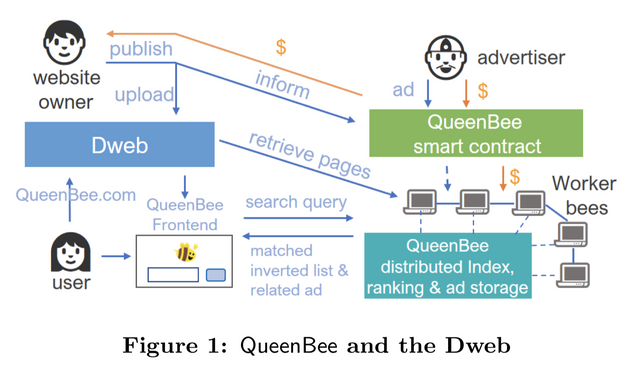 publish
$
website
owner
upload
inform
advertiser
ad
$
Dweb
QueenBee
smart contract
retrieve pages
$
QueenBee.com
QueenBee
Frontend
search query
Worker
bees
user
matched
inverted list &
related ad
QueenBee
distributed Index,
ranking & ad storage
Figure 1: QueenBee and the Dweb